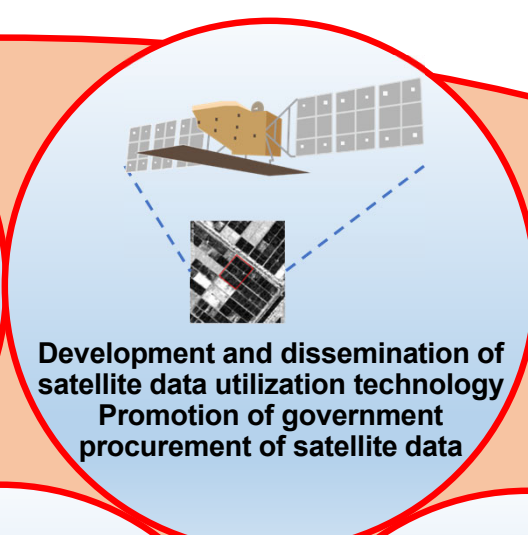 Development and dissemination of
satellite data utilization technology
Promotion of government
procurement of satellite data